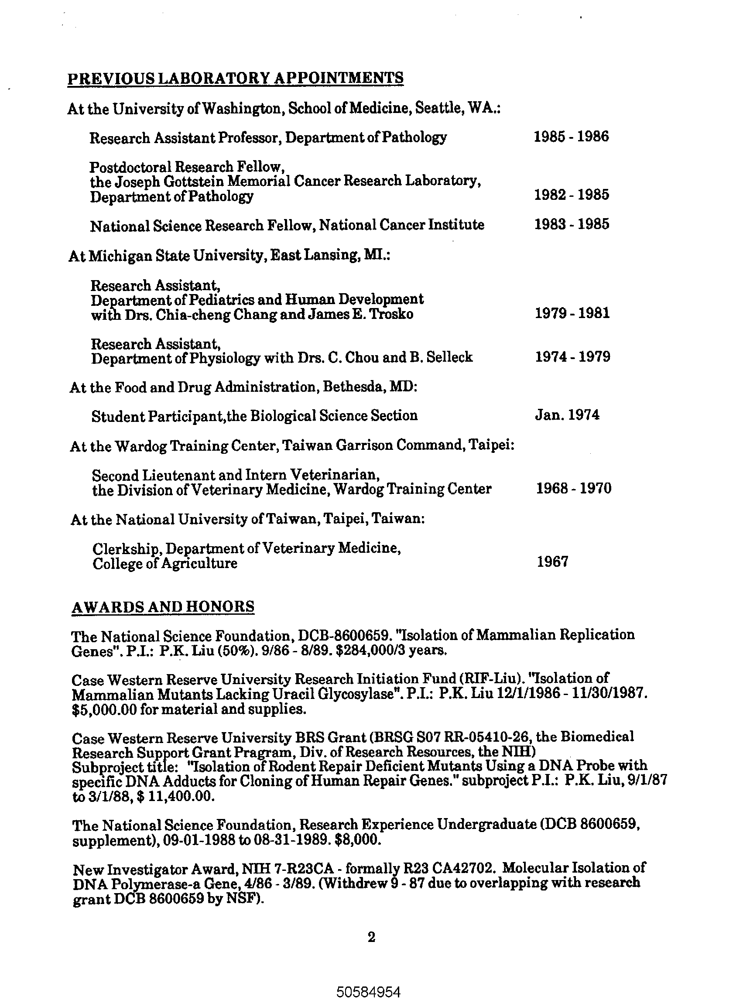 PREVIOUS LABORATORY APPOINTMENTS
At the University of Washington, School of Medicine, Seattle, WA.:
Research Assistant Professor, Department of Pathology 1985 - 1986
Postdoctoral Research Fellow,
the Joseph Gottstein Memorial Cancer Research Laboratory,
Department of Pathology 1982 - 1985
National Science Research Fellow, National Cancer Institute 1983 - 1985
At Michigan State University, East Lansing, MI.:
Research Assistant,
Department of Pediatrics and Human Development
with Drs. Chia-cheng Chang and James E. Trosko 1979 - 1981
Research Assistant,
Department of Physiology with Drs. C. Chou and B. Selleck 1974 - 1979
At the Food and Drug Administration, Bethesda, MD:
Student Participant,the Biological Science Section Jan. 1974
At the Wardog Training Center, Taiwan Garrison Command, Taipei:
Second Lieutenant and Intern Veterinarian,
the Division of Veterinary Medicine, Wardog Training Center 1968 - 1970
At the National University of Taiwan, Taipei, Taiwan:
Clerkship, Department of Veterinary Medicine,
College of Agriculture 1967
AWARDS AND HONORS
The National Science Foundation, DCB-8600659. "Isolation of Mammalian Replication
Genes". P.I.: P.K. Liu (50%). 9/86 - 8/89. $284,000/3 years.
Case Western Reserve University Research Initiation Fund (RIF-Liu). "Isolation of
Mammalian Mutants Lacking Uracil Glycosylase". P.I.: P.K. Liu 12/1/1986 - 11/30/1987.
$5,000.00 for material and supplies.
Case Western Reserve University BRS Grant (BRSG S07 RR-05410-26, the Biomedical
Research Support Grant Pragram, Div. of Research Resources, the NIH)
Subproject title: "Isolation of Rodent Repair Deficient Mutants Using a DNA Probe with
specific DNA Adducts for Cloning of Human Repair Genes." subproject P.I.: P.K. Liu, 9/1/87
to 3/1/88, $ 11,400.00.
The National Science Foundation, Research Experience Undergraduate (DCB 8600659,
supplement), 09-01-1988 to 08-31-1989. $8,000.
New Investigator Award, NIH 7-R23CA - formally R23 CA42702. Molecular Isolation of
DNA Polymerase-a Gene, 4/86 - 3/89. (Withdrew 9 - 87 due to overlapping with research
grant DCB 8600659 by NSF).
2
50584954